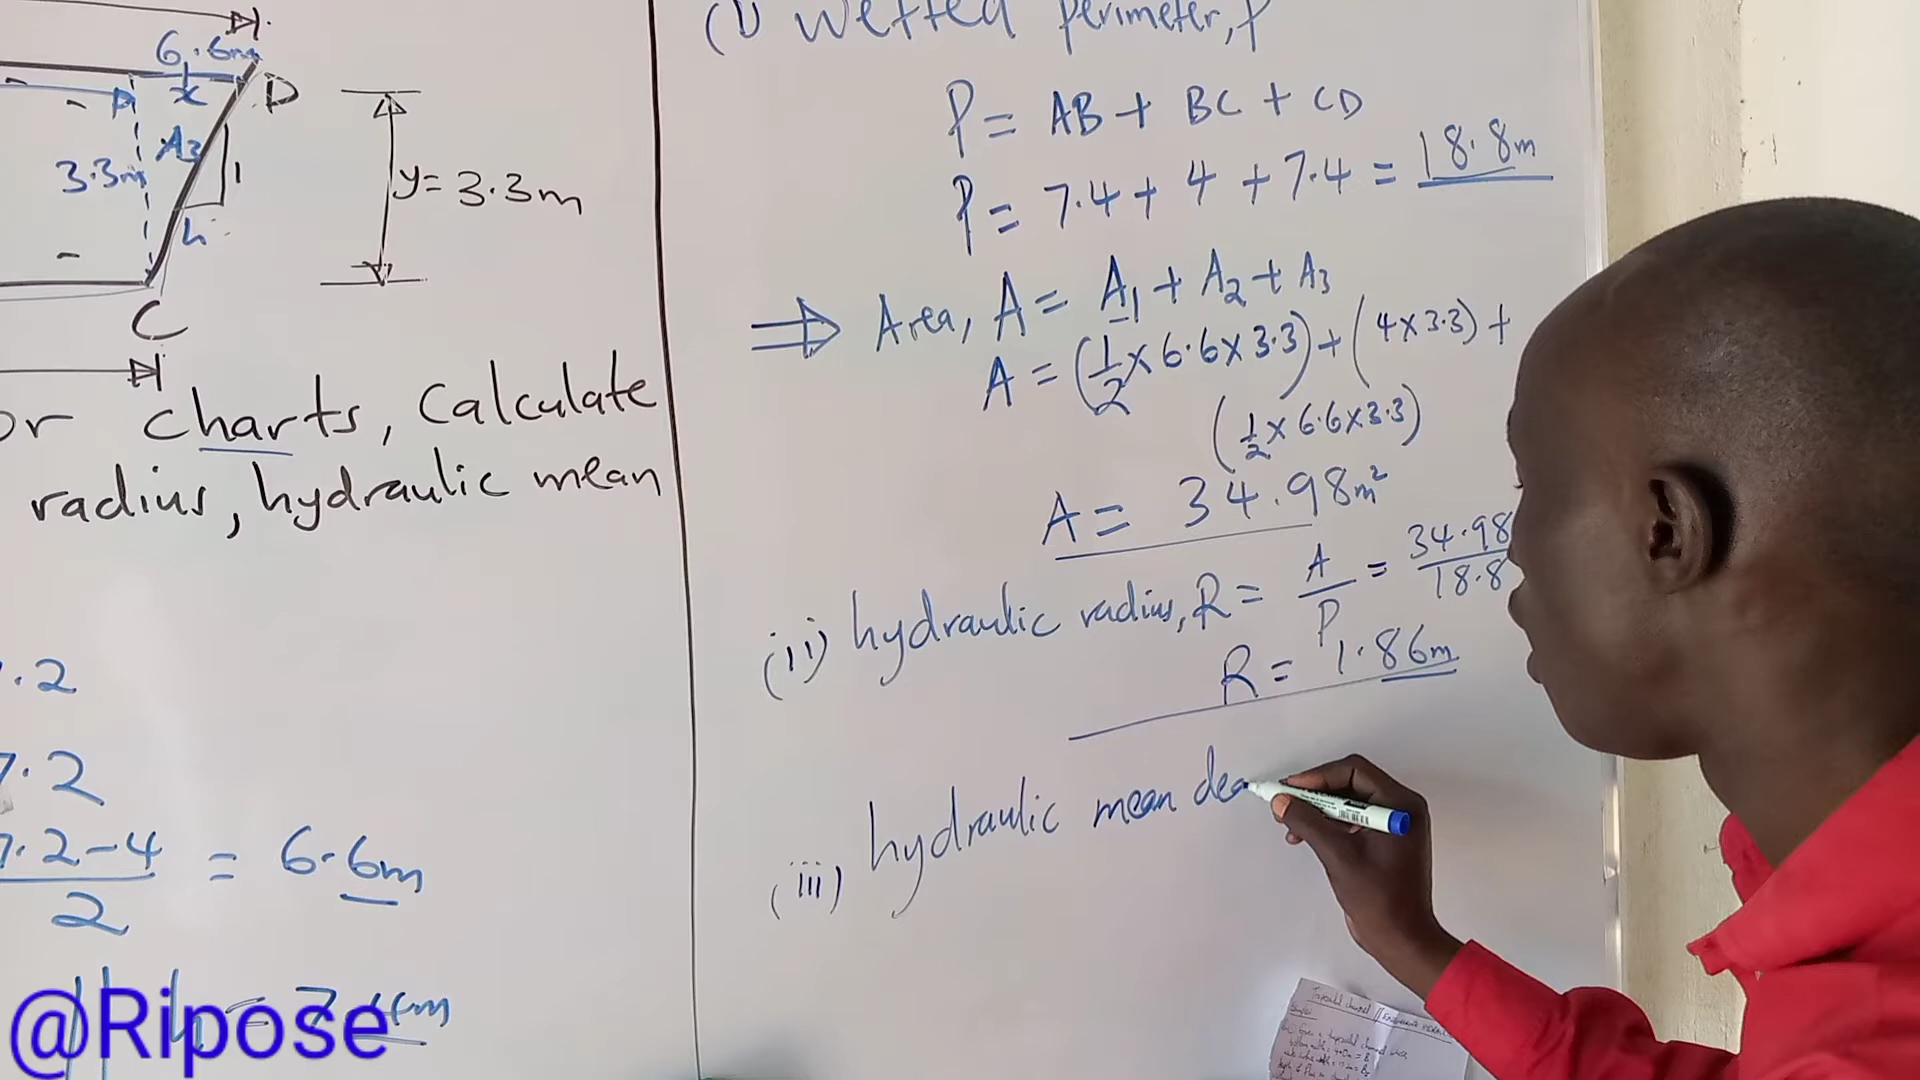 6.6m
x
D
A3
3.3m
1
h
y= 3.3m
C
or charts, Calculate
radius, hydraulic mean
.2
7.2
7.2-4
2
= 6.6m
@Ripose
(i) Wetted perimeter, P
P = AB + BC + CD
P = 7.4 + 4 + 7.4 = 18.8m
⇒ Area, A = A1 + A2 + A3
A = (1/2 x 6.6 x 3.3) + (4 x 3.3) +
(1/2 x 6.6 x 3.3)
A = 34.98m²
(ii) hydraulic radius, R = A/P = 34.98/18.8
R = 1.86m
(iii) hydraulic mean dea